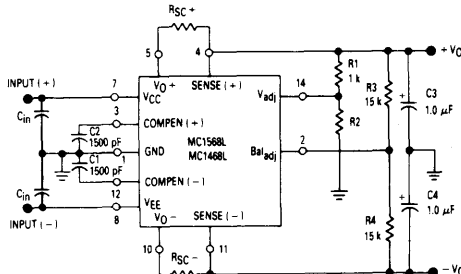 RSC+
5
4
+ VO
INPUT (+)
7
VO+
SENSE (+)
14
R1
1 k
R3
15 k
C3
1.0 μF
VCC
Vadj
Cin
3
COMPEN (+)
C2
1500 pF
R2
MC1568L
MC1468L
2
GND
Baladj
C1
1500 pF
1
COMPEN (−)
Cin
12
VEE
R4
15 k
C4
1.0 μF
INPUT (−)
8
VO−
SENSE (−)
10
RSC−
11
− VO